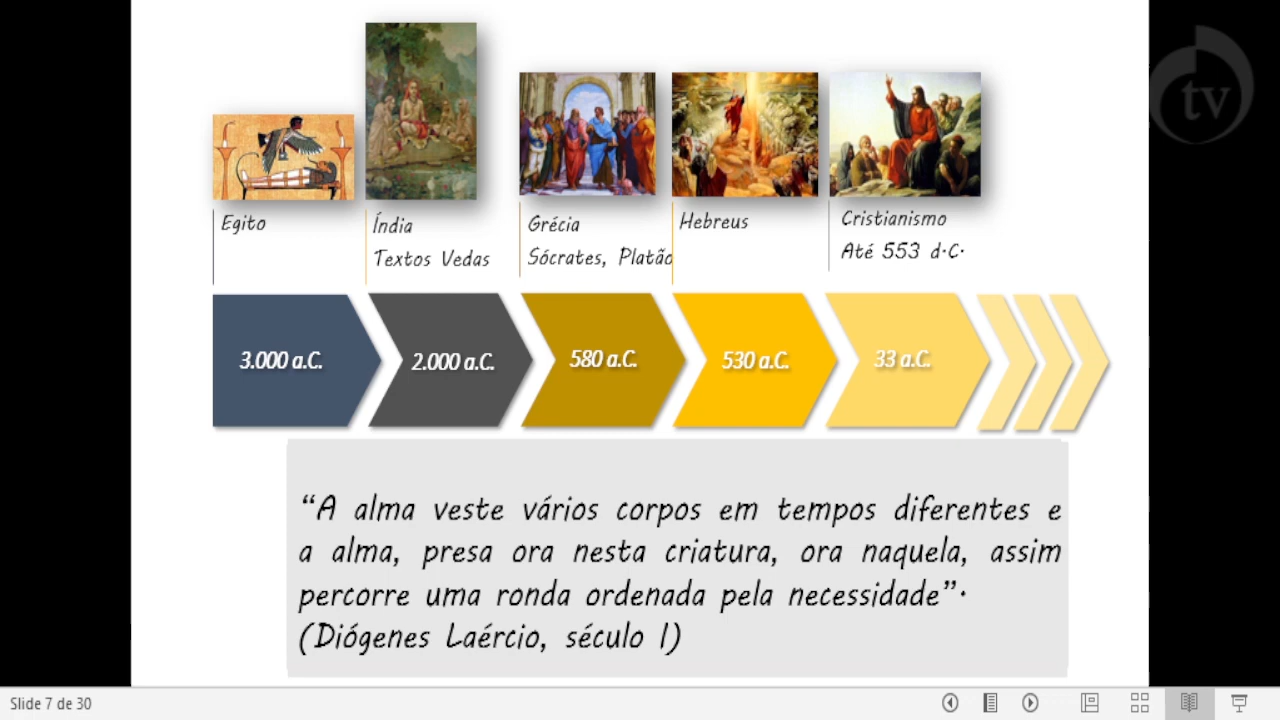 tv
Egito
Índia
Textos Vedas
Grécia
Sócrates, Platão
Hebreus
Cristianismo
Até 553 d.C.
3.000 a.C.
2.000 a.C.
580 a.C.
530 a.C.
33 a.C.
“A alma veste vários corpos em tempos diferentes e
a alma, presa ora nesta criatura, ora naquela, assim
percorre uma ronda ordenada pela necessidade”.
(Diógenes Laércio, século I)
Slide 7 de 30